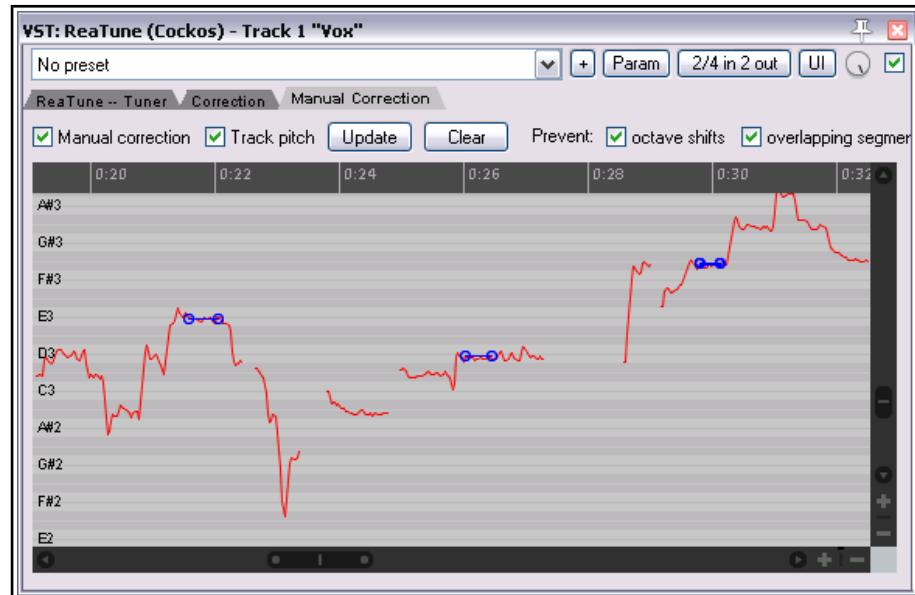 VST: ReaTune (Cockos) - Track 1 "Vox"
No preset + Param 2/4 in 2 out UI
ReaTune -- Tuner Correction Manual Correction
Manual correction Track pitch Update Clear Prevent: octave shifts overlapping segmer
0:20 0:22 0:24 0:26 0:28 0:30 0:32
A#3
G#3
F#3
E3
D3
C3
A#2
G#2
F#2
E2